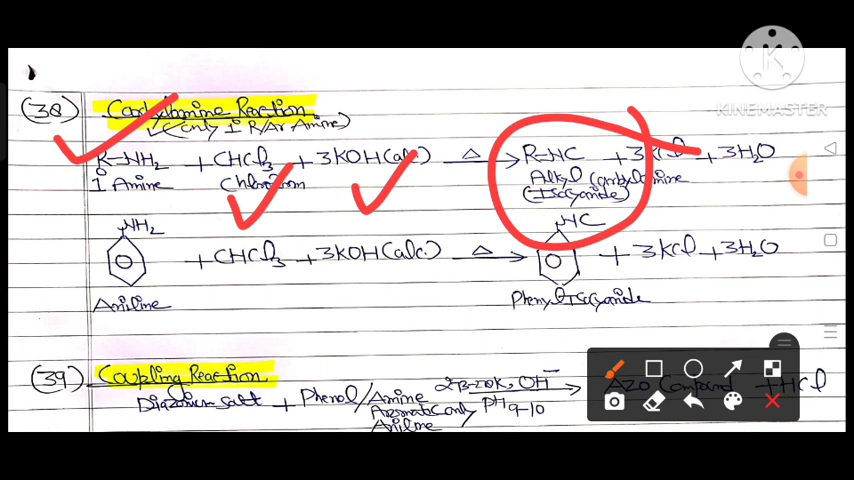 KINEMASTER
(38) Carbylamine Reaction
(only 1° R/Ar Amine)
R-NH2 + CHCl3 + 3KOH (alc.) Δ→ R-NC + 3KCl + 3H2O
1° Amine Chloroform Alkyl Carbylamine
(Isocyanide)
NH2 NC
+ CHCl3 + 3KOH (alc.) Δ→ + 3KCl + 3H2O
Aniline Phenyl Isocyanide
(39) Coupling Reaction
Diazonium salt + Phenol/Amine 273-278K, OH⁻ → Azo Compound + HCl
Aromatic only PH 9-10
Aniline